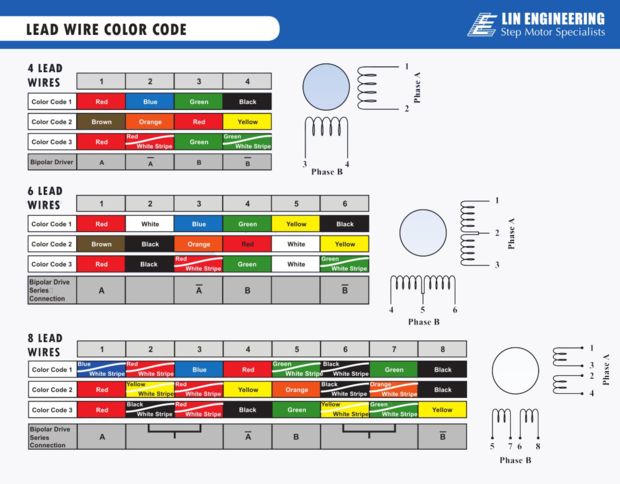 LEAD WIRE COLOR CODE
LIN ENGINEERING
Step Motor Specialists
4 LEAD WIRES 1 2 3 4
Color Code 1 Red Blue Green Black
Color Code 2 Brown Orange Red Yellow
Color Code 3 Red Red White Stripe Green Green White Stripe
Bipolar Driver A A̅ B B̅
1
2
Phase A
3 4
Phase B
6 LEAD WIRES 1 2 3 4 5 6
Color Code 1 Red White Blue Green Yellow Black
Color Code 2 Brown Black Orange Red White Yellow
Color Code 3 Red Black Red White Stripe Green White Green White Stripe
Bipolar Drive Series Connection A A̅ B B̅
1
2
3
Phase A
4 5 6
Phase B
8 LEAD WIRES 1 2 3 4 5 6 7 8
Color Code 1 Blue White Stripe Red White Stripe Blue Red Green White Stripe Black White Stripe Green Black
Color Code 2 Red Yellow White Stripe Red White Stripe Yellow Orange Black White Stripe Orange White Stripe Black
Color Code 3 Red Black White Stripe Red White Stripe Black Green Yellow White Stripe Green White Stripe Yellow
Bipolar Drive Series Connection A A̅ B B̅
1
3
2
4
Phase A
5 7 6 8
Phase B